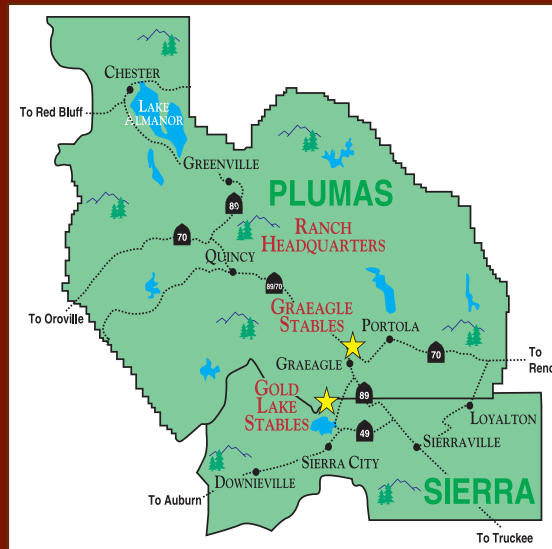 CHESTER
To Red Bluff
LAKE
ALMANOR
GREENVILLE
PLUMAS
89
RANCH
HEADQUARTERS
70
QUINCY
89/70
GRAEAGLE
STABLES
To Oroville
PORTOLA
70
To
Reno
GRAEAGLE
GOLD
LAKE
STABLES
89
LOYALTON
49
SIERRAVILLE
SIERRA CITY
DOWNIEVILLE
SIERRA
To Auburn
To Truckee